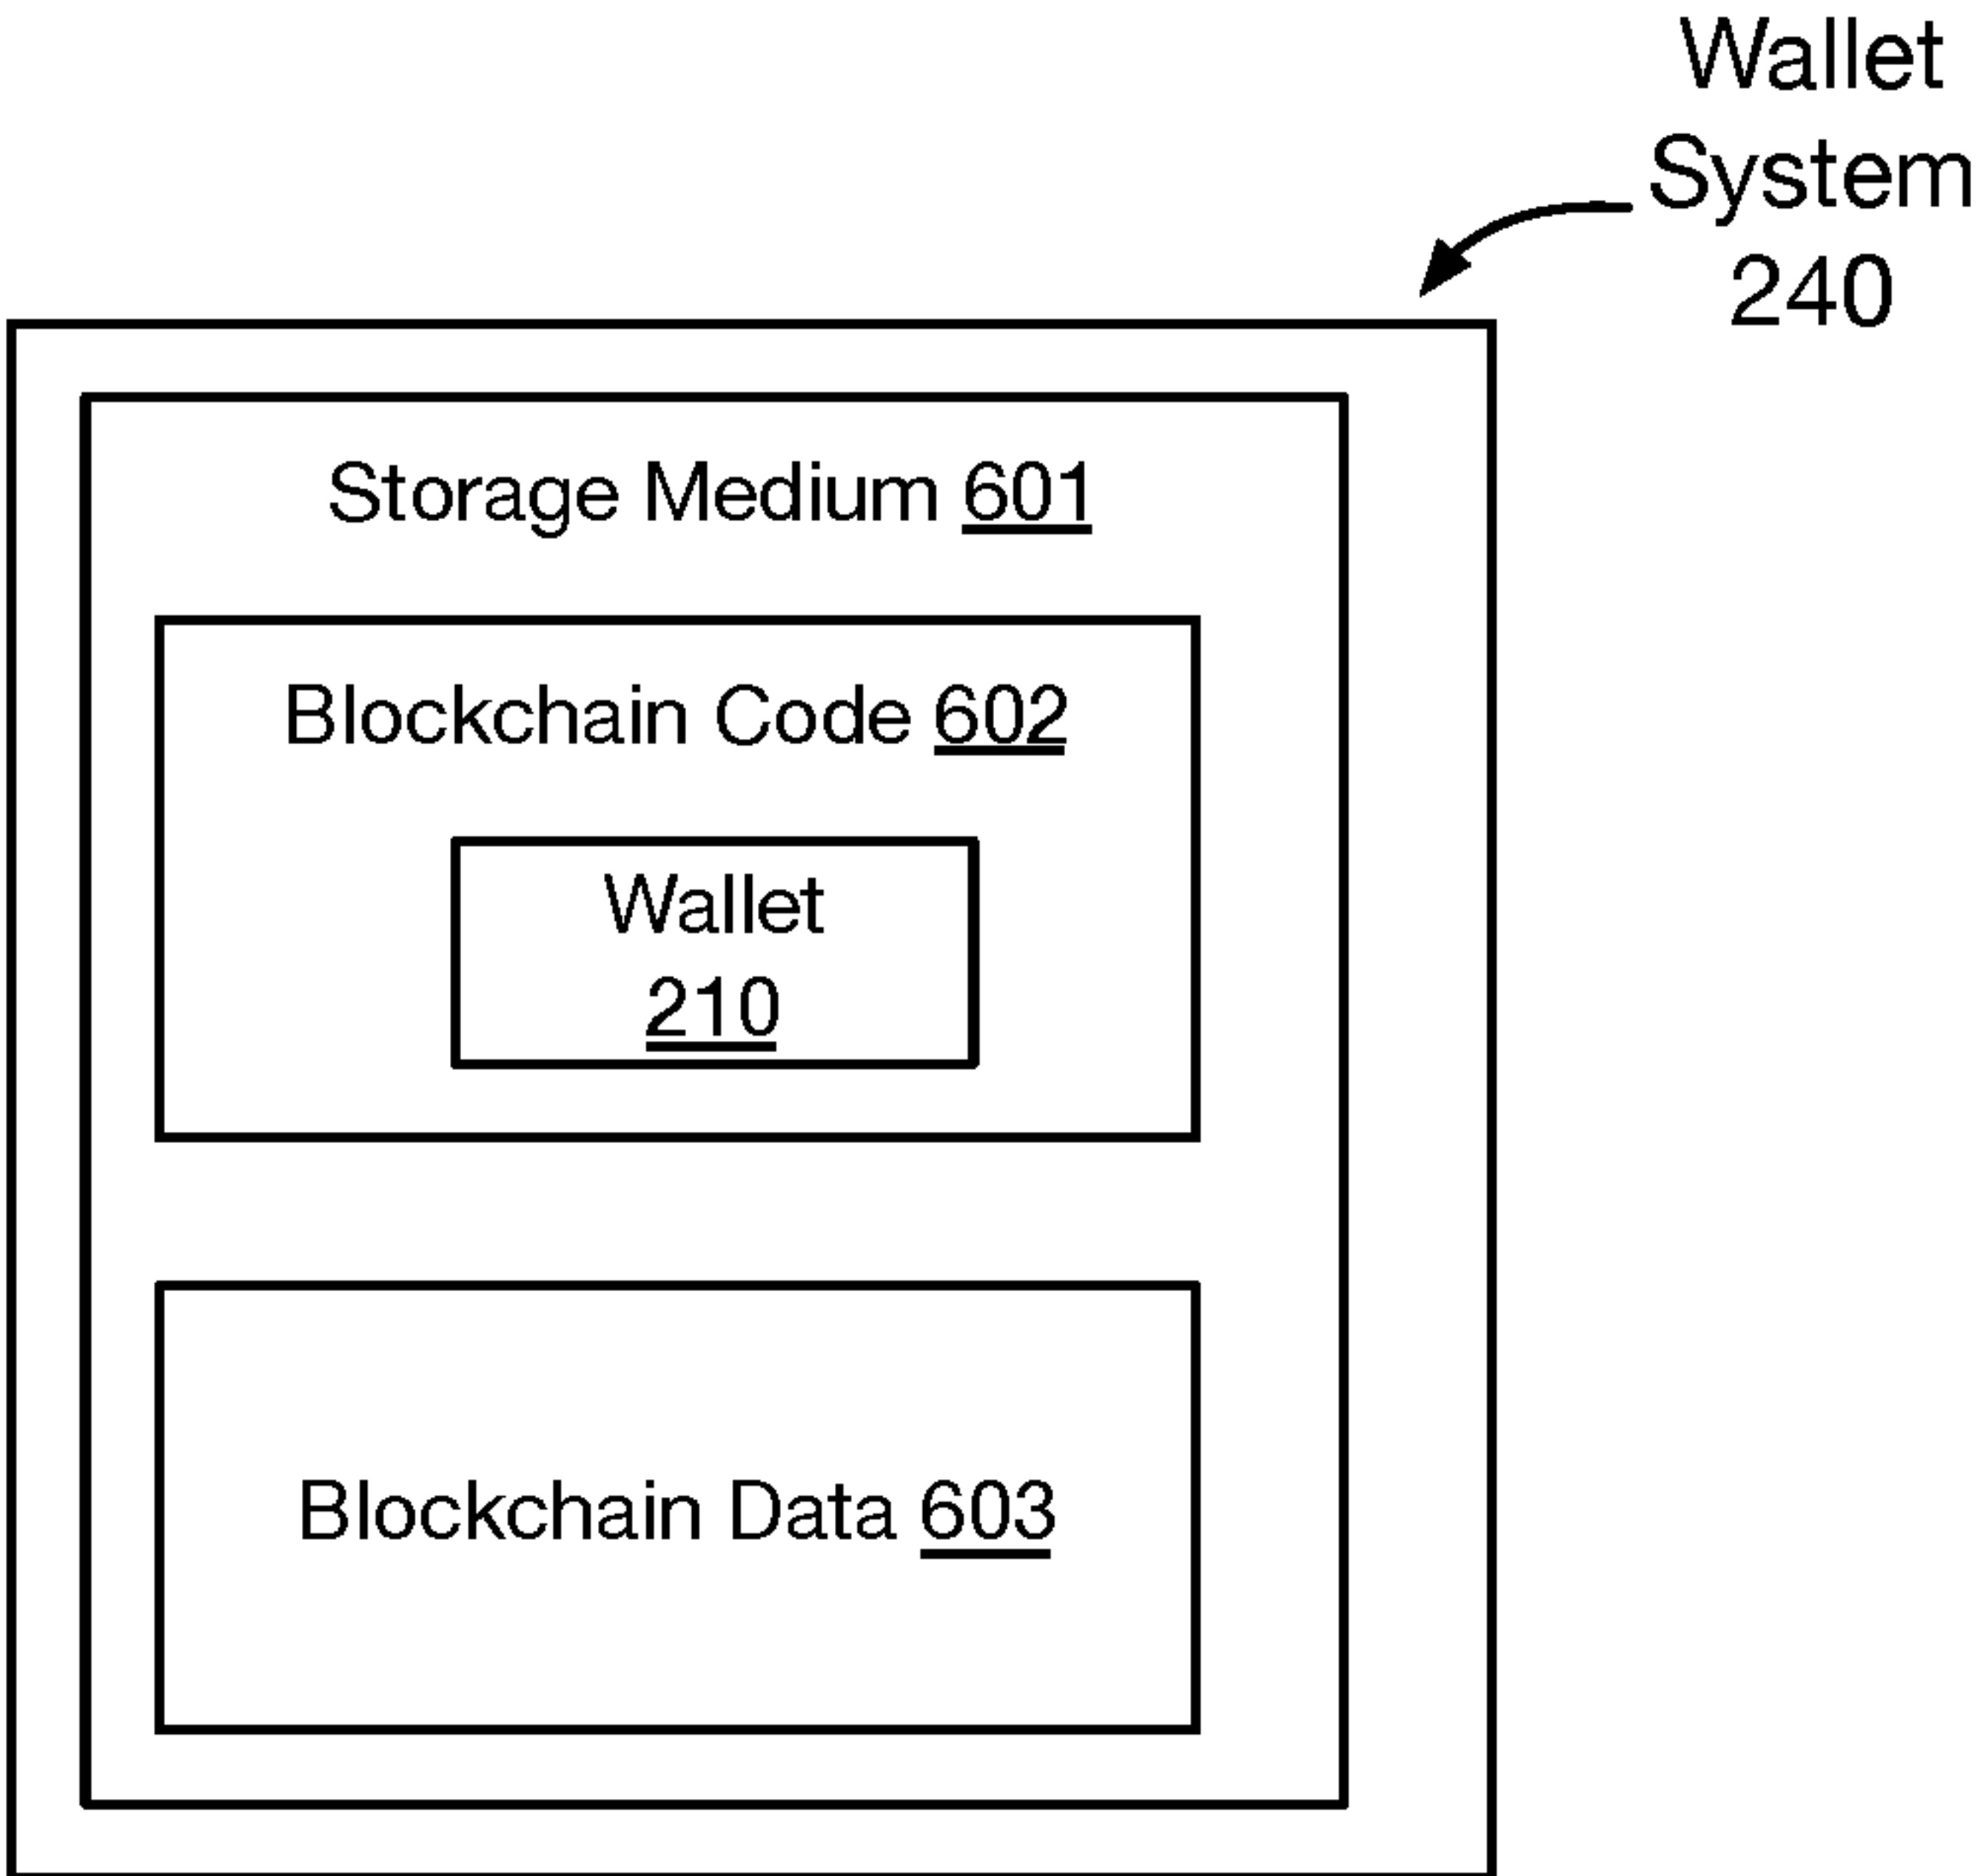 Wallet
System
240
Storage Medium 601
Blockchain Code 602
Wallet
210
Blockchain Data 603